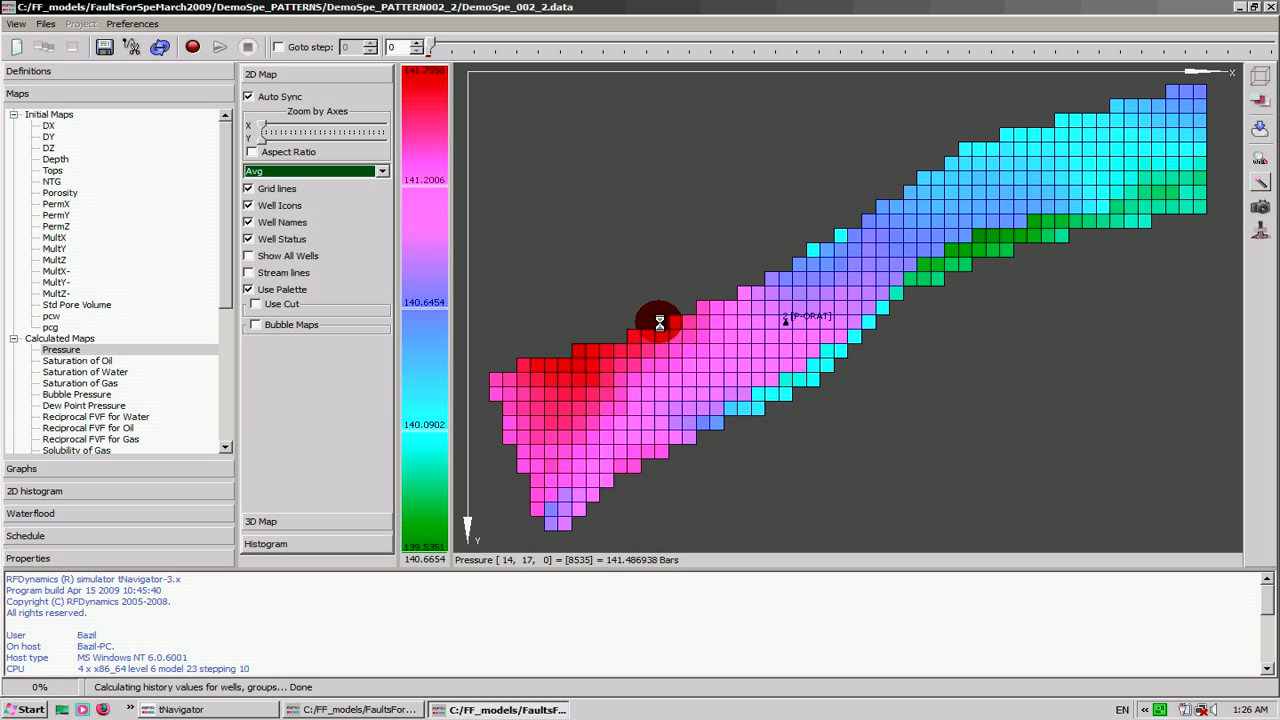 C:/FF_models/FaultsForSpeMarch2009/DemoSpe_PATTERNS/DemoSpe_PATTERN002_2/DemoSpe_002_2.data
View Files Project Preferences
Goto step: 0 0
Definitions
Maps
Initial Maps
DX
DY
DZ
Depth
Tops
NTG
Porosity
PermX
PermY
PermZ
MultX
MultY
MultZ
MultX-
MultY-
MultZ-
Std Pore Volume
pcw
pcg
Calculated Maps
Pressure
Saturation of Oil
Saturation of Water
Saturation of Gas
Bubble Pressure
Dew Point Pressure
Reciprocal FVF for Water
Reciprocal FVF for Oil
Reciprocal FVF for Gas
Solubility of Gas
Graphs
2D histogram
Waterflood
Schedule
Properties
2D Map
Auto Sync
Zoom by Axes
X
Y
Aspect Ratio
Avg
Grid lines
Well Icons
Well Names
Well Status
Show All Wells
Stream lines
Use Palette
Use Cut
Bubble Maps
3D Map
Histogram
141.7556
141.2006
140.6454
140.0902
139.5351
140.6654
X
2 [P-ORAT]
Y
Pressure [ 14, 17, 0] = [8535] = 141.486938 Bars
RFDynamics (R) simulator tNavigator-3.x
Program build Apr 15 2009 10:45:40
Copyright (C) RFDynamics 2005-2008.
All rights reserved.
User Bazil
On host Bazil-PC.
Host type MS Windows NT 6.0.6001
CPU 4 x x86_64 level 6 model 23 stepping 10
0% Calculating history values for wells, groups... Done
Start tNavigator C:/FF_models/FaultsFor... C:/FF_models/FaultsF... EN 1:26 AM